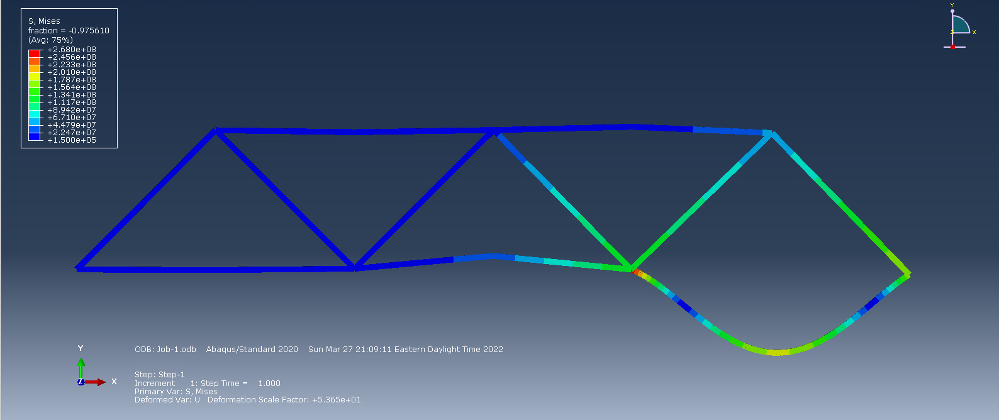 S, Mises
fraction = -0.975610
(Avg: 75%)
+2.680e+08
+2.456e+08
+2.233e+08
+2.010e+08
+1.787e+08
+1.564e+08
+1.341e+08
+1.117e+08
+8.942e+07
+6.710e+07
+4.479e+07
+2.247e+07
+1.500e+05
Y
Z X
Y
Z X
ODB: Job-1.odb Abaqus/Standard 2020 Sun Mar 27 21:09:11 Eastern Daylight Time 2022
Step: Step-1
Increment 1: Step Time = 1.000
Primary Var: S, Mises
Deformed Var: U Deformation Scale Factor: +5.365e+01